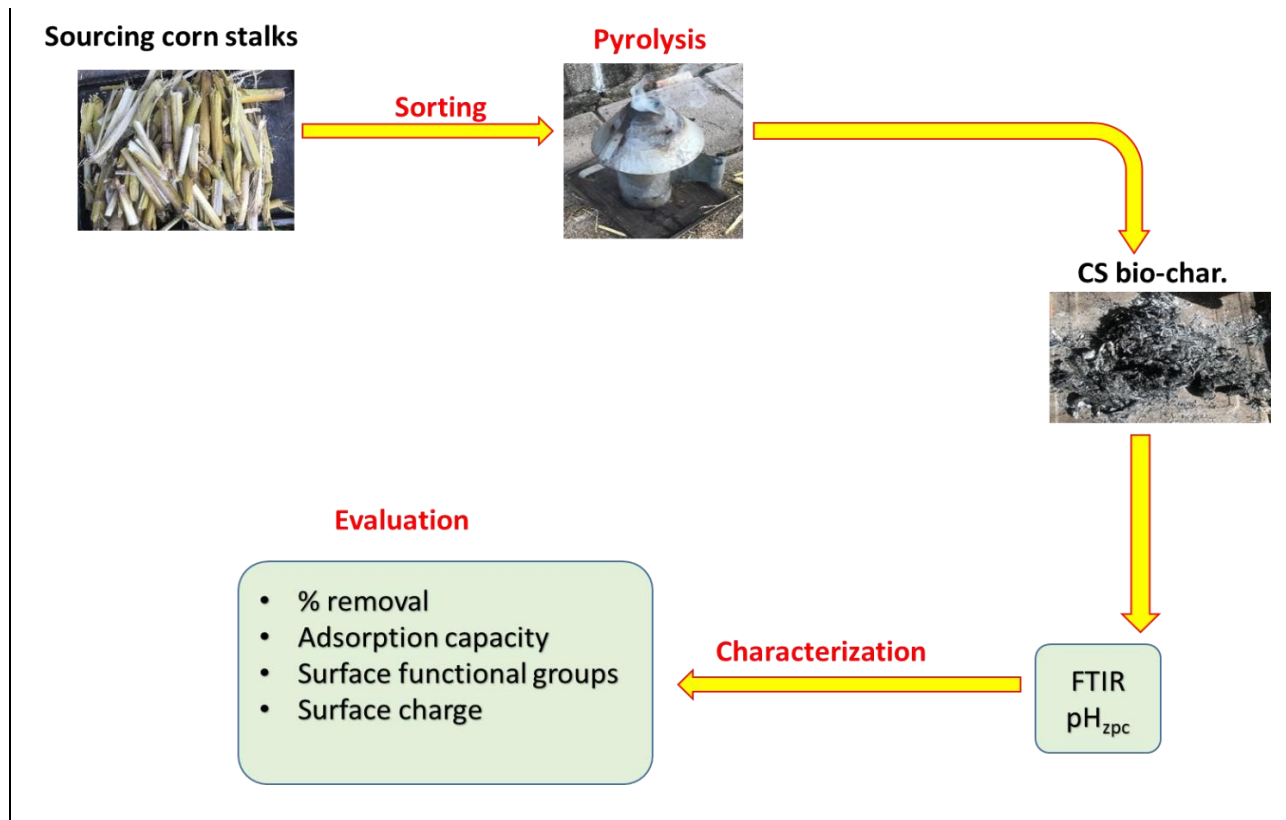 Sourcing corn stalks
Sorting
Pyrolysis
CS bio-char.
FTIR
pHzpc
Characterization
Evaluation
• % removal
• Adsorption capacity
• Surface functional groups
• Surface charge